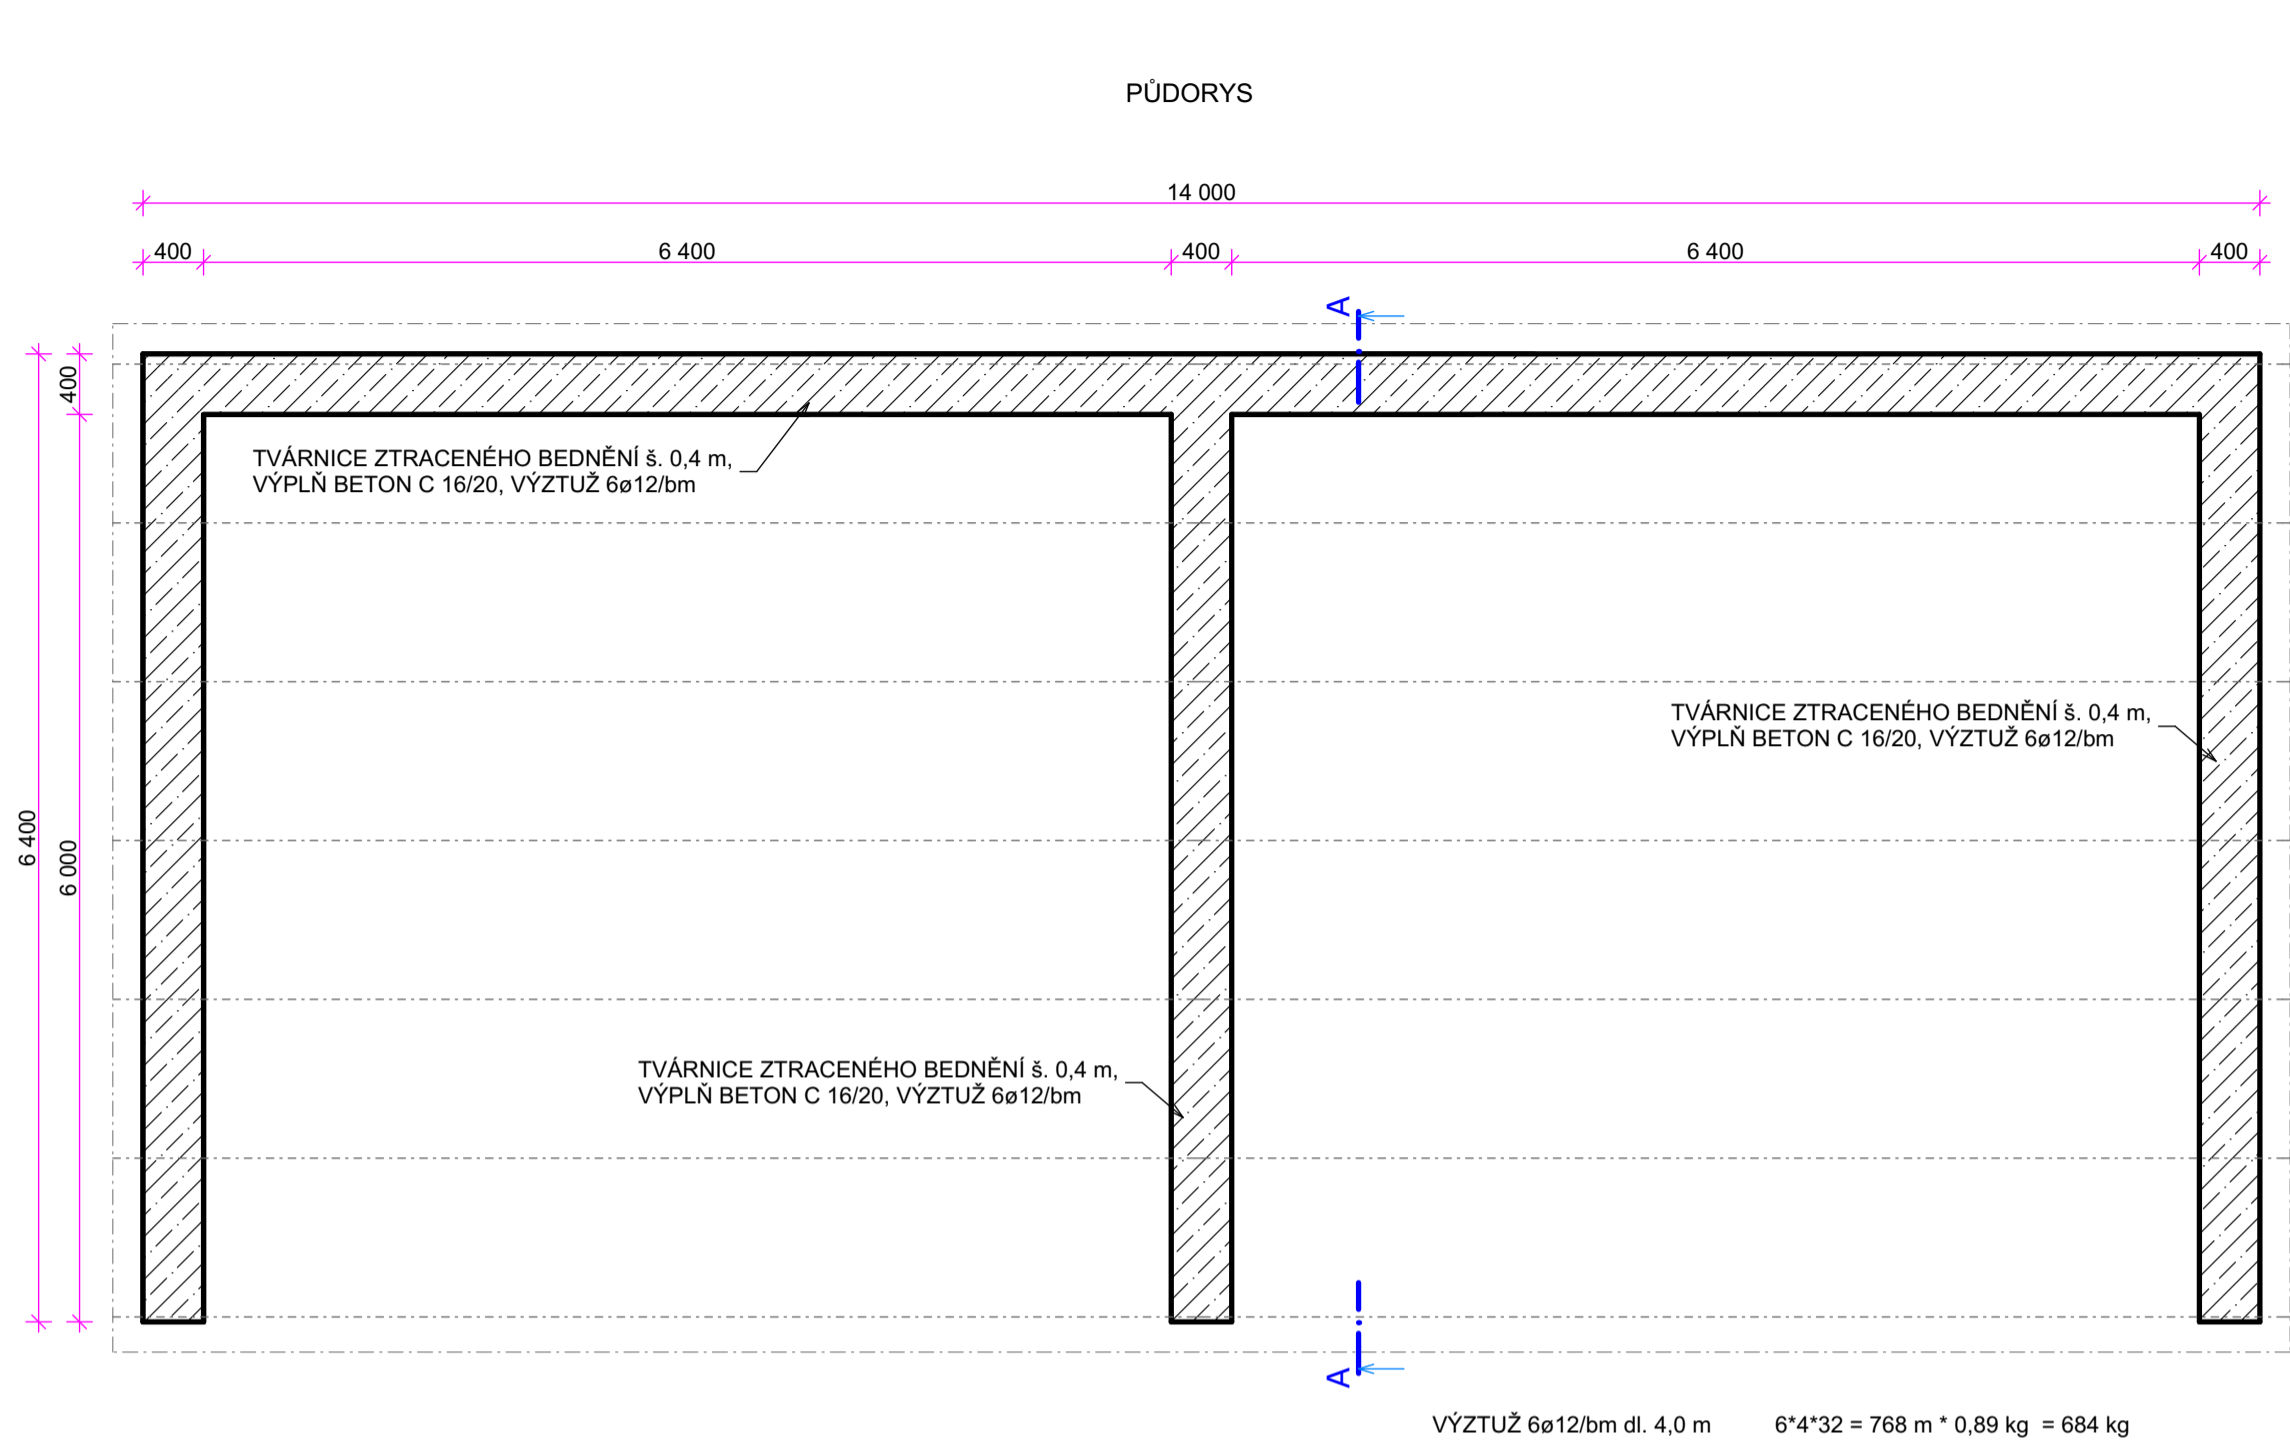 PŮDORYS
14 000
400
6 400
400
6 400
400
A
400
TVÁRNICE ZTRACENÉHO BEDNĚNÍ š. 0,4 m,
VÝPLŇ BETON C 16/20, VÝZTUŽ 6ø12/bm
TVÁRNICE ZTRACENÉHO BEDNĚNÍ š. 0,4 m,
VÝPLŇ BETON C 16/20, VÝZTUŽ 6ø12/bm
6 400
6 000
TVÁRNICE ZTRACENÉHO BEDNĚNÍ š. 0,4 m,
VÝPLŇ BETON C 16/20, VÝZTUŽ 6ø12/bm
A
VÝZTUŽ 6ø12/bm dl. 4,0 m 6*4*32 = 768 m * 0,89 kg = 684 kg